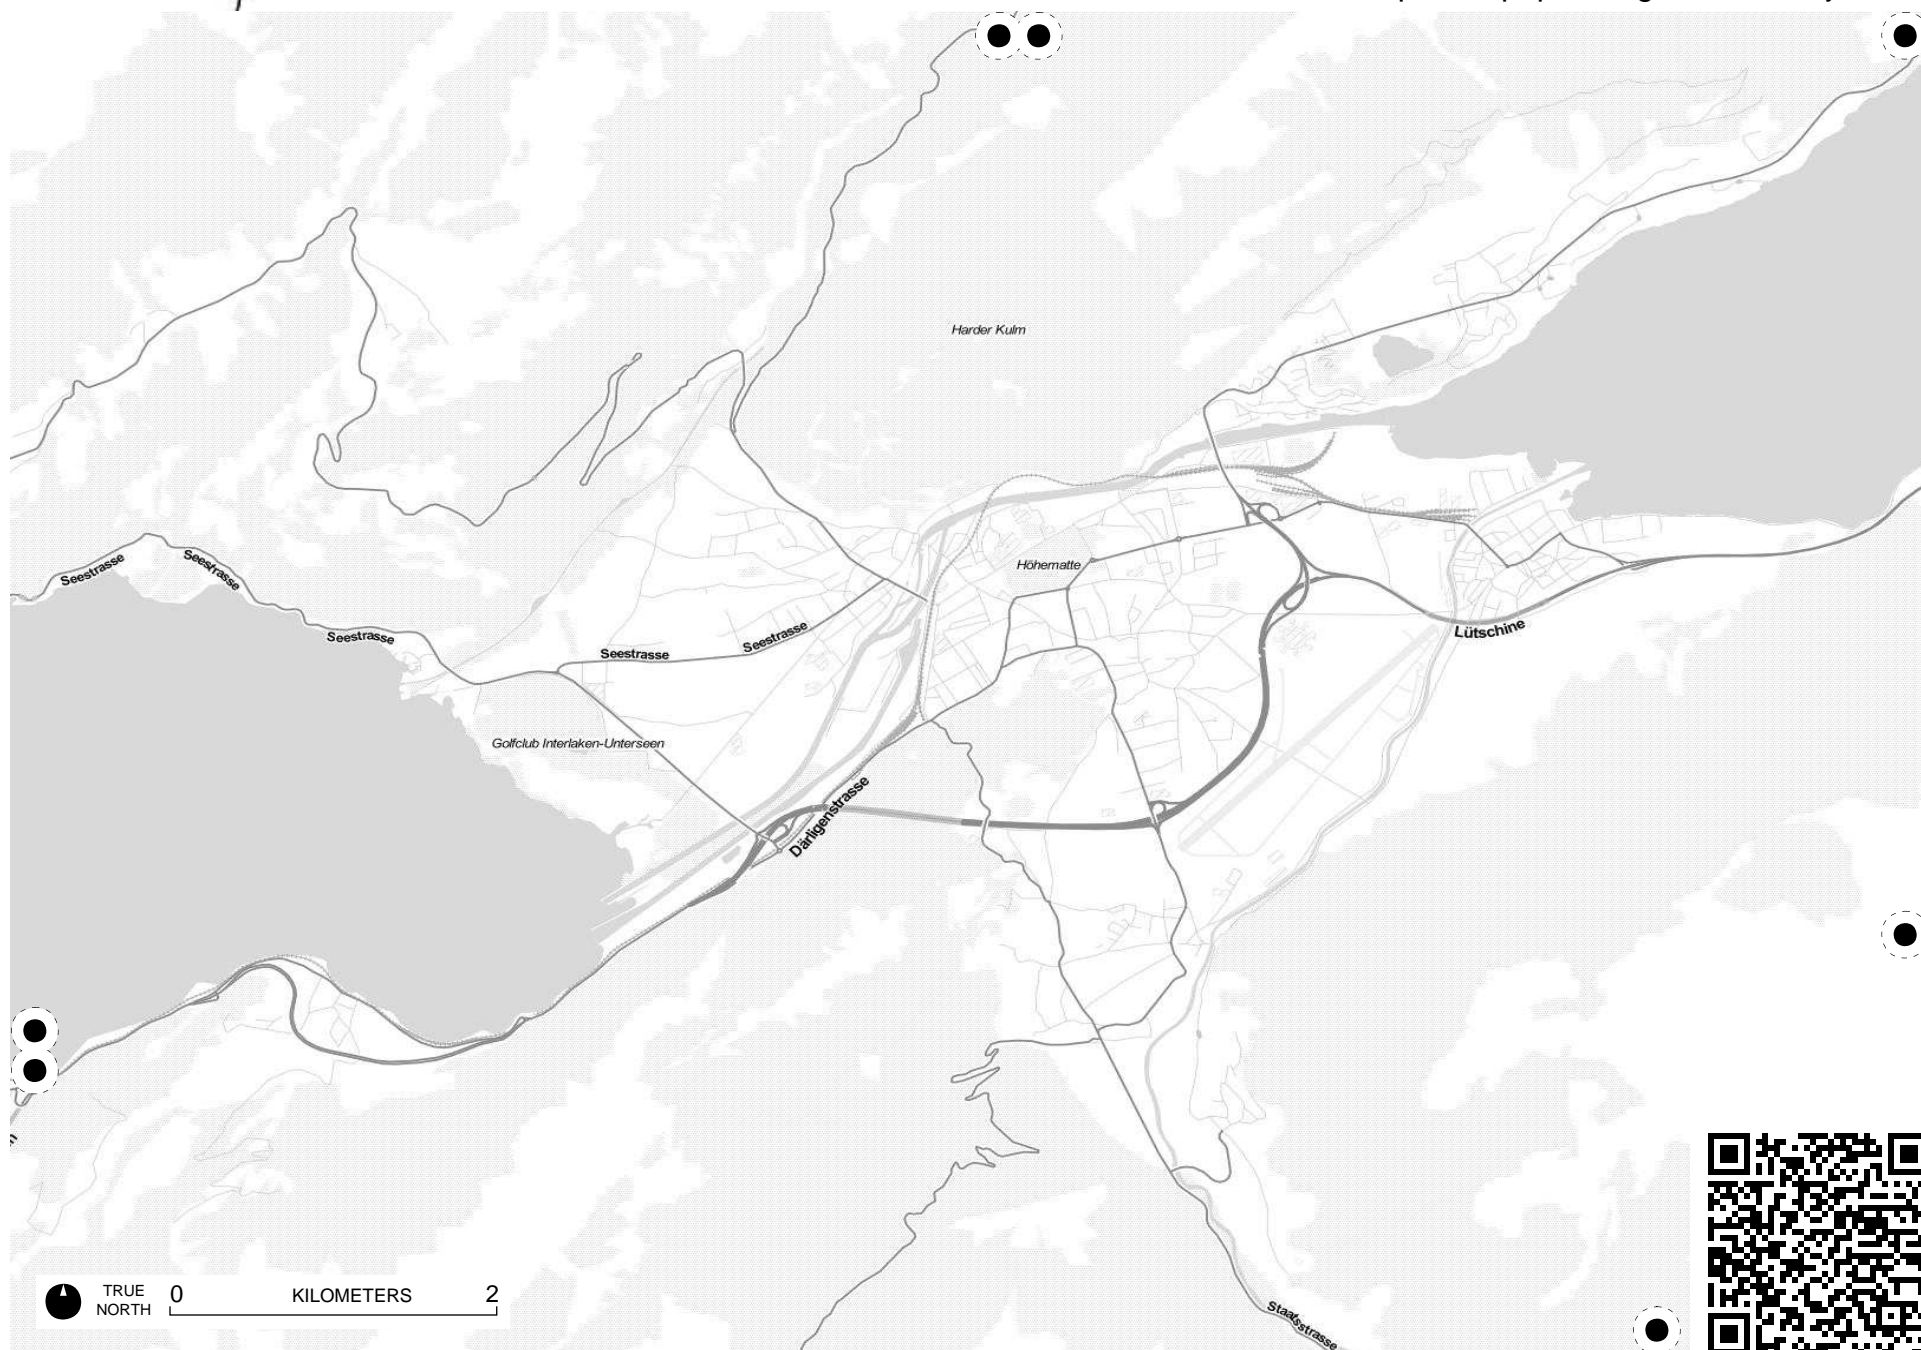 Harder Kulm
Seestrasse
Seestrasse
Höhematte
Seestrasse
Seestrasse
Seestrasse
Lütschine
Golfclub Interlaken-Unterseen
Därligenstrasse
TRUE
NORTH
0 KILOMETERS 2
Staatsstrasse